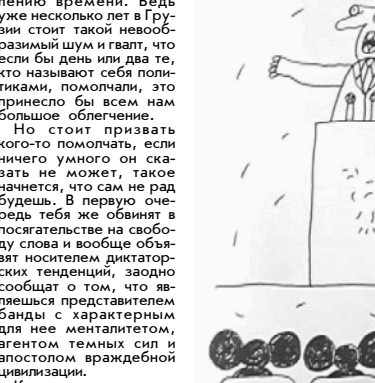 лению времени. Ведь
уже несколько лет в Гру-
зии стоит такой невооб-
разимый шум и гвалт, что
если бы день или два те,
кто называют себя поли-
тиками, помолчали, это
принесло бы всем нам
большое облегчение.
Но стоит призвать
кого-то помолчать, если
ничего умного он ска-
зать не может, такое
начнется, что сам не рад
будешь. В первую оче-
редь тебя же обвинят в
посягательстве на свобо-
ду слова и вообще объя-
вят носителем диктатор-
ских тенденций, заодно
сообщат о том, что яв-
ляешься представителем
банды с характерным
для нее менталитетом,
агентом темных сил и
апостолом враждебной
цивилизации.